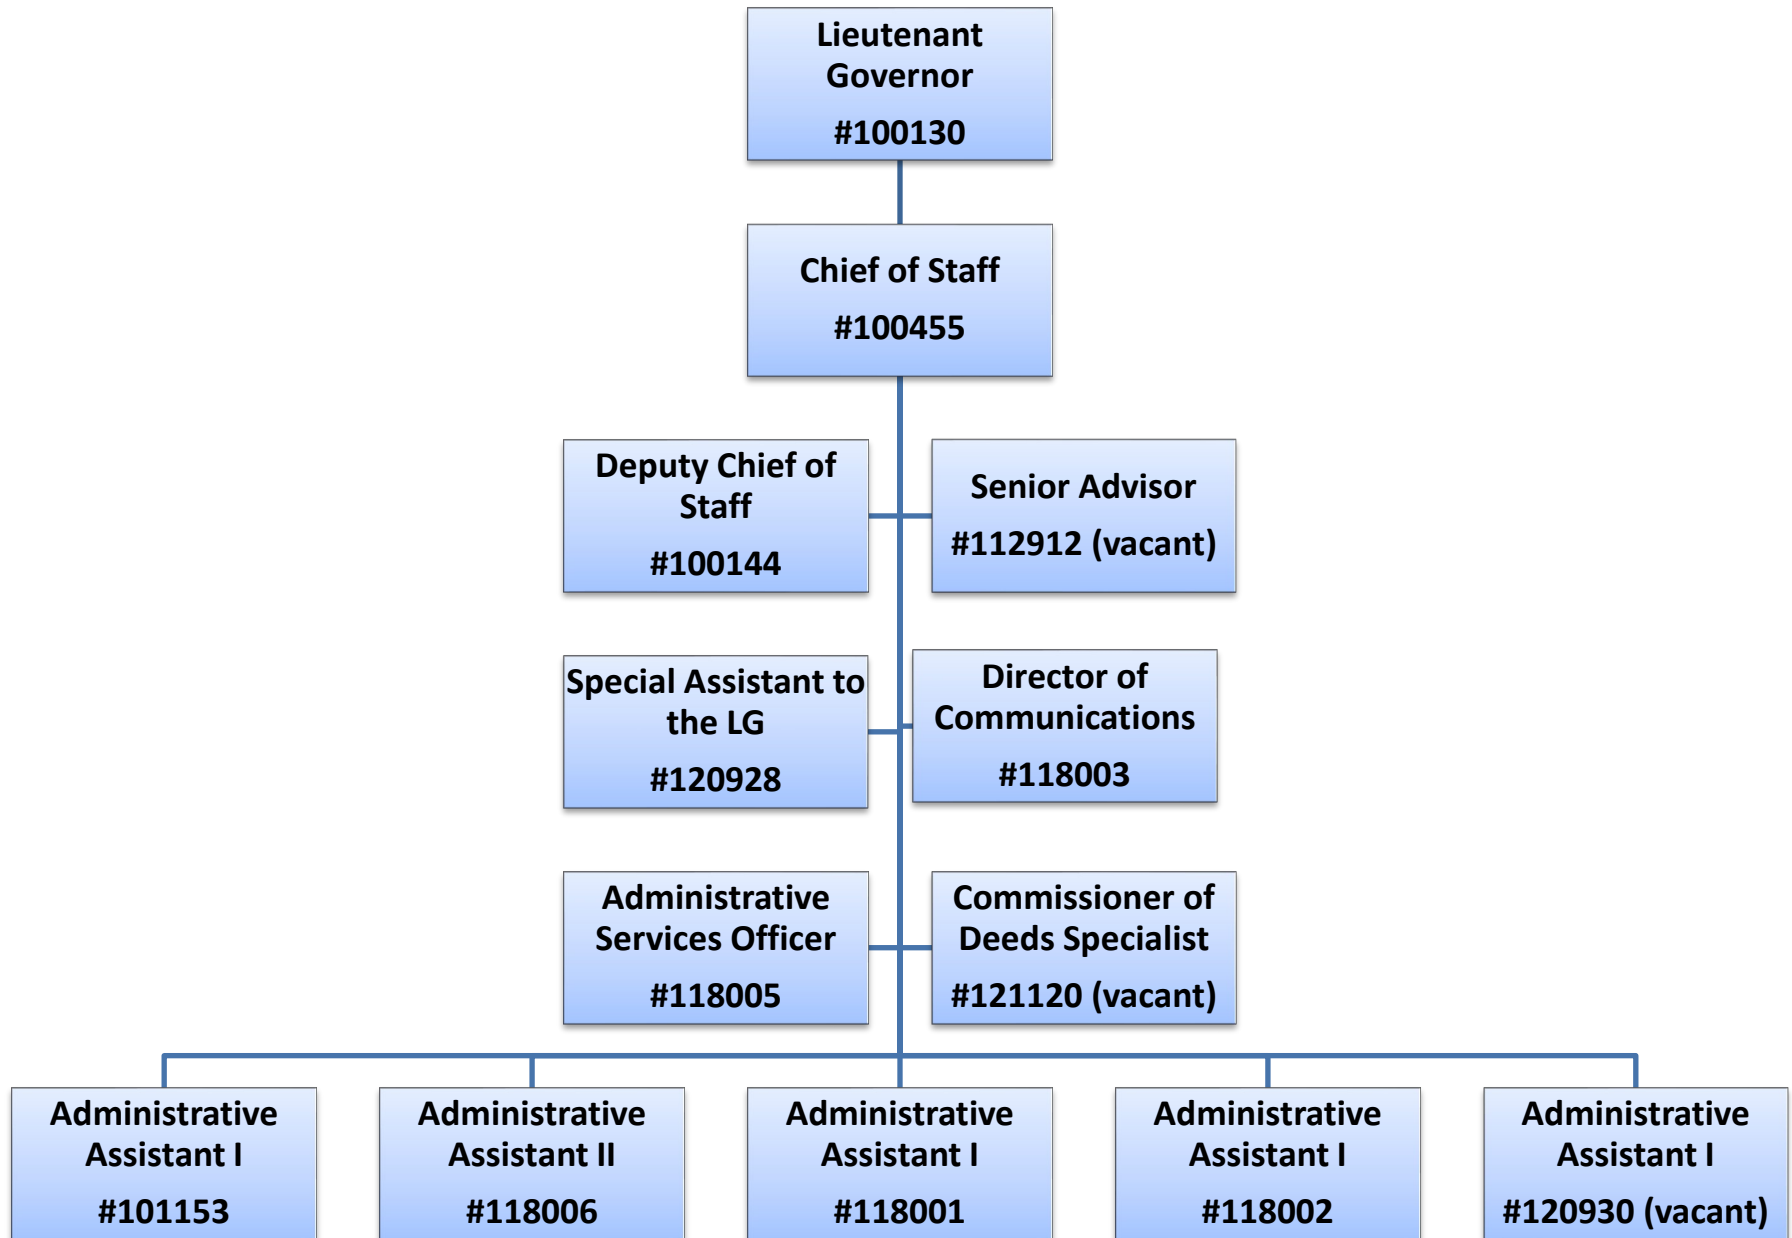 Lieutenant
Governor
#100130
Chief of Staff
#100455
Deputy Chief of
Staff
#100144
Senior Advisor
#112912 (vacant)
Special Assistant to
the LG
#120928
Director of
Communications
#118003
Administrative
Services Officer
#118005
Commissioner of
Deeds Specialist
#121120 (vacant)
Administrative
Assistant I
#101153
Administrative
Assistant II
#118006
Administrative
Assistant I
#118001
Administrative
Assistant I
#118002
Administrative
Assistant I
#120930 (vacant)